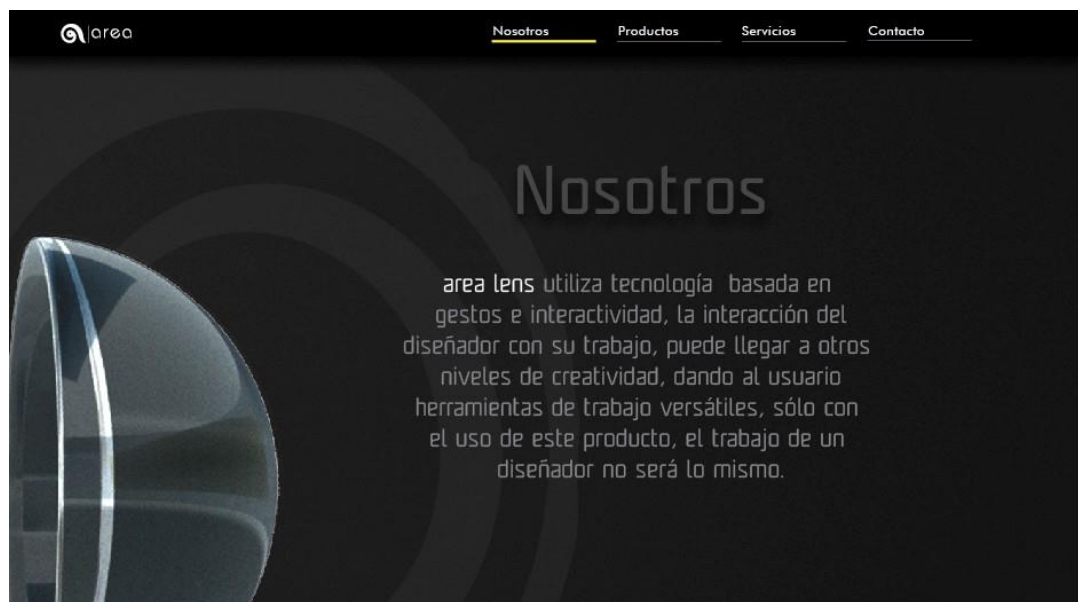 area
Nosotros Productos Servicios Contacto
Nosotros
area lens utiliza tecnología basada en
gestos e interactividad, la interacción del
diseñador con su trabajo, puede llegar a otros
niveles de creatividad, dando al usuario
herramientas de trabajo versátiles, sólo con
el uso de este producto, el trabajo de un
diseñador no será lo mismo.